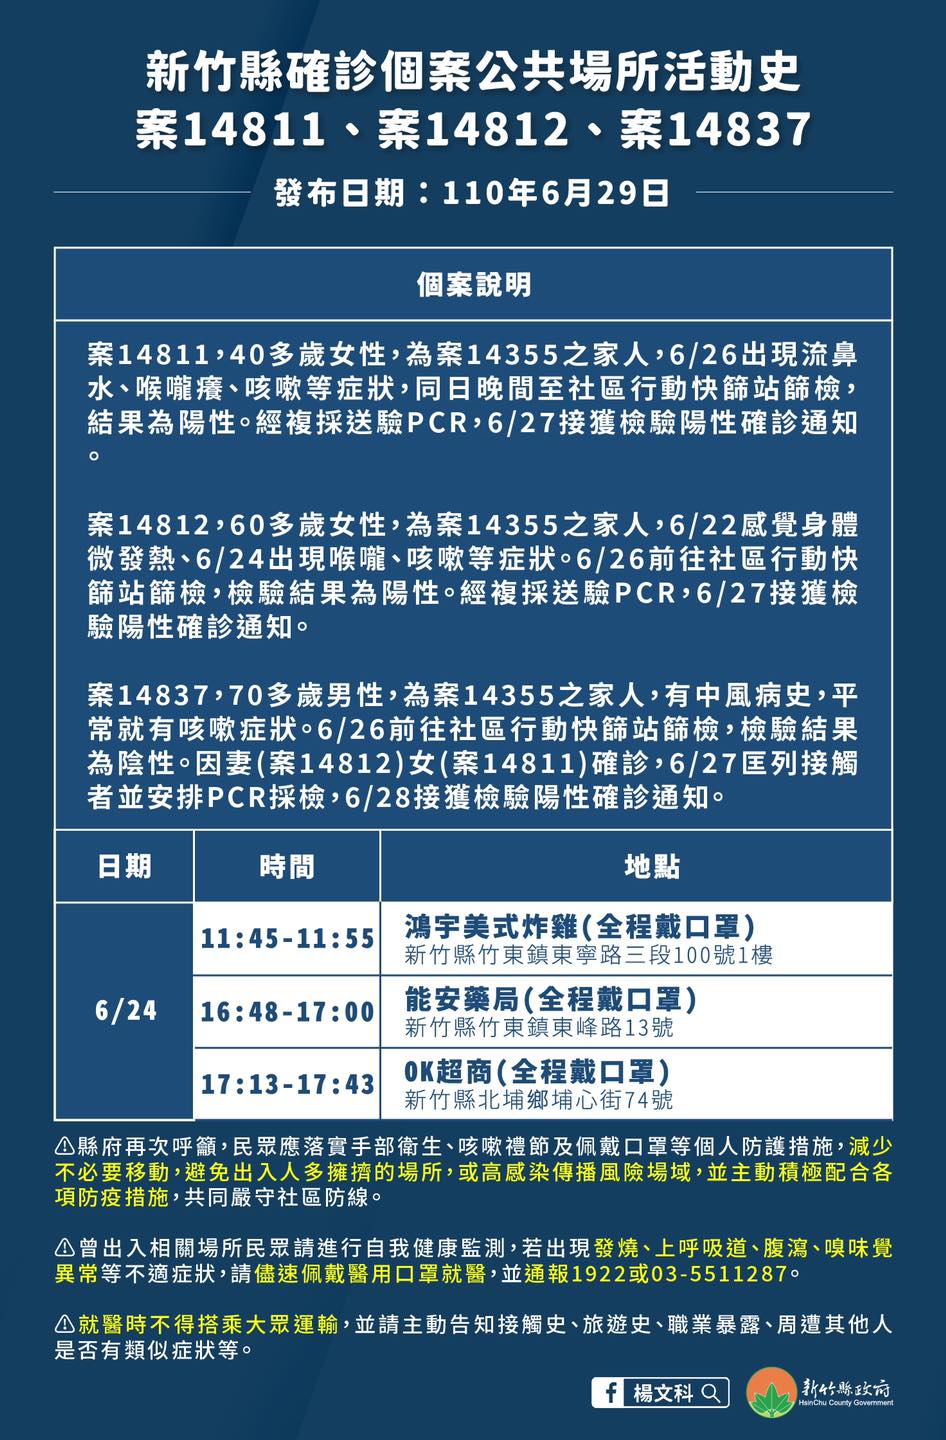 新竹縣確診個案公共場所活動史
案14811、案14812、案14837
發布日期：110年6月29日
個案說明
案14811，40多歲女性，為案14355之家人，6/26出現流鼻
水、喉嚨癢、咳嗽等症狀，同日晚間至社區行動快篩站篩檢，
結果為陽性。經複採送驗PCR，6/27接獲檢驗陽性確診通知
。
案14812，60多歲女性，為案14355之家人，6/22感覺身體
微發熱、6/24出現喉嚨、咳嗽等症狀。6/26前往社區行動快
篩站篩檢，檢驗結果為陽性。經複採送驗PCR，6/27接獲檢
驗陽性確診通知。
案14837，70多歲男性，為案14355之家人，有中風病史，平
常就有咳嗽症狀。6/26前往社區行動快篩站篩檢，檢驗結果
為陰性。因妻(案14812)女(案14811)確診，6/27匡列接觸
者並安排PCR採檢，6/28接獲檢驗陽性確診通知。
日期 時間 地點
6/24
11:45-11:55 鴻宇美式炸雞(全程戴口罩)
新竹縣竹東鎮東寧路三段100號1樓
16:48-17:00 能安藥局(全程戴口罩)
新竹縣竹東鎮東峰路13號
17:13-17:43 OK超商(全程戴口罩)
新竹縣北埔鄉埔心街74號
⚠縣府再次呼籲，民眾應落實手部衛生、咳嗽禮節及佩戴口罩等個人防護措施，減少
不必要移動，避免出入人多擁擠的場所，或高感染傳播風險場域，並主動積極配合各
項防疫措施，共同嚴守社區防線。
⚠曾出入相關場所民眾請進行自我健康監測，若出現發燒、上呼吸道、腹瀉、嗅味覺
異常等不適症狀，請儘速佩戴醫用口罩就醫，並通報1922或03-5511287。
⚠就醫時不得搭乘大眾運輸，並請主動告知接觸史、旅遊史、職業暴露、周遭其他人
是否有類似症狀等。
f 楊文科
新竹縣政府
HsinChu County Government